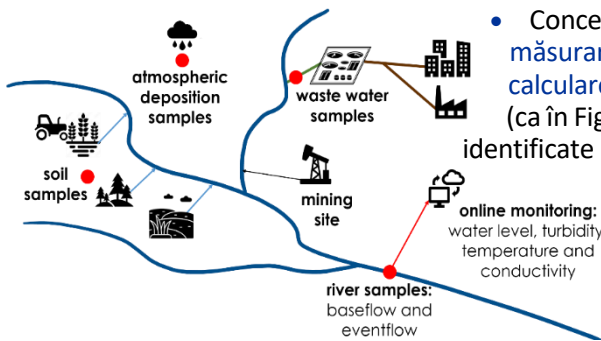 atmospheric
deposition
samples
waste water
samples
soil
samples
mining
site
online monitoring:
water level, turbidity
temperature and
conductivity
river samples:
baseflow and
eventflow
măsurar
calculare
(ca în Fig
identificate